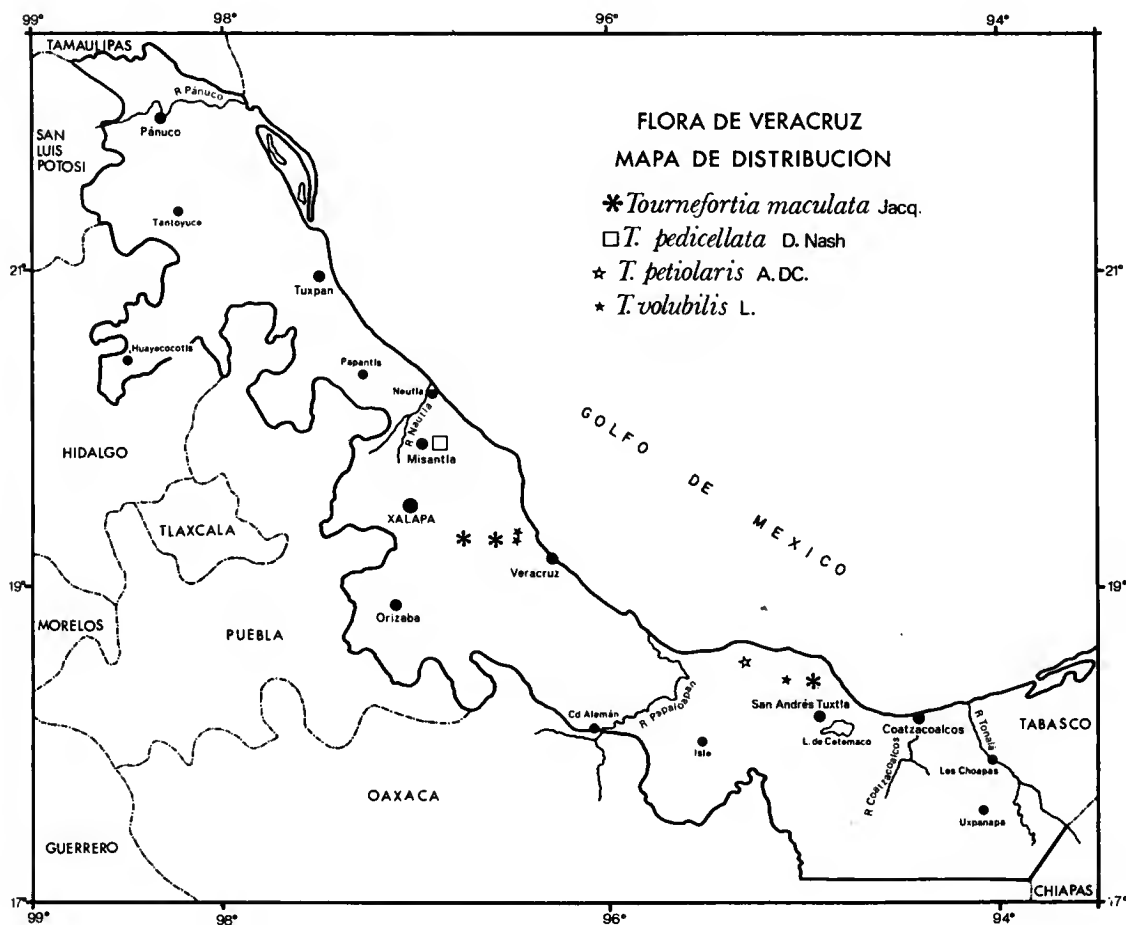 99° 98° 96° 94°
TAMAULIPAS
R Pánuco
Pánuco
SAN
LUIS
POTOSI
FLORA DE VERACRUZ
MAPA DE DISTRIBUCION
Tournefortia maculata Jacq.
T. pedicellata D. Nash
T. petiolaris A. DC.
T. volubilis L.
Tantoyuca
21° 21°
Tuxpan
Huayacocotla
Papantla
Nautla
R Nautla
Misantla
GOLFO
DE
MEXICO
HIDALGO
XALAPA
TLAXCALA
Veracruz
19° 19°
Orizaba
MORELOS
PUEBLA
Cd Alemán
R Papaloapan
San Andrés Tuxtla
L. de Catemaco
Isla
Coatzacoalcos
R Coatzacoalcos
R Tonalá
TABASCO
Las Choapas
Uxpanapa
OAXACA
GUERRERO
CHIAPAS
17° 17°
99° 98° 96° 94°